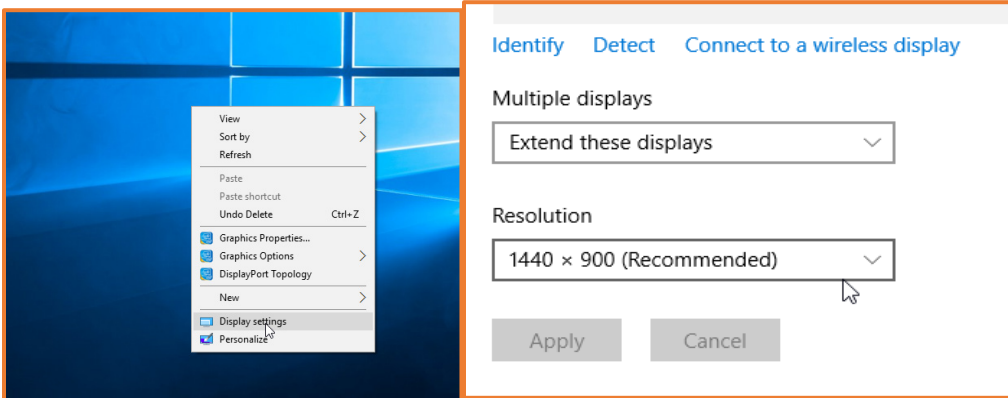 View
Sort by
Refresh
Paste
Paste shortcut
Undo Delete Ctrl+Z
Graphics Properties...
Graphics Options
DisplayPort Topology
New
Display settings
Personalize
Identify Detect Connect to a wireless display
Multiple displays
Extend these displays
Resolution
1440 × 900 (Recommended)
Apply Cancel